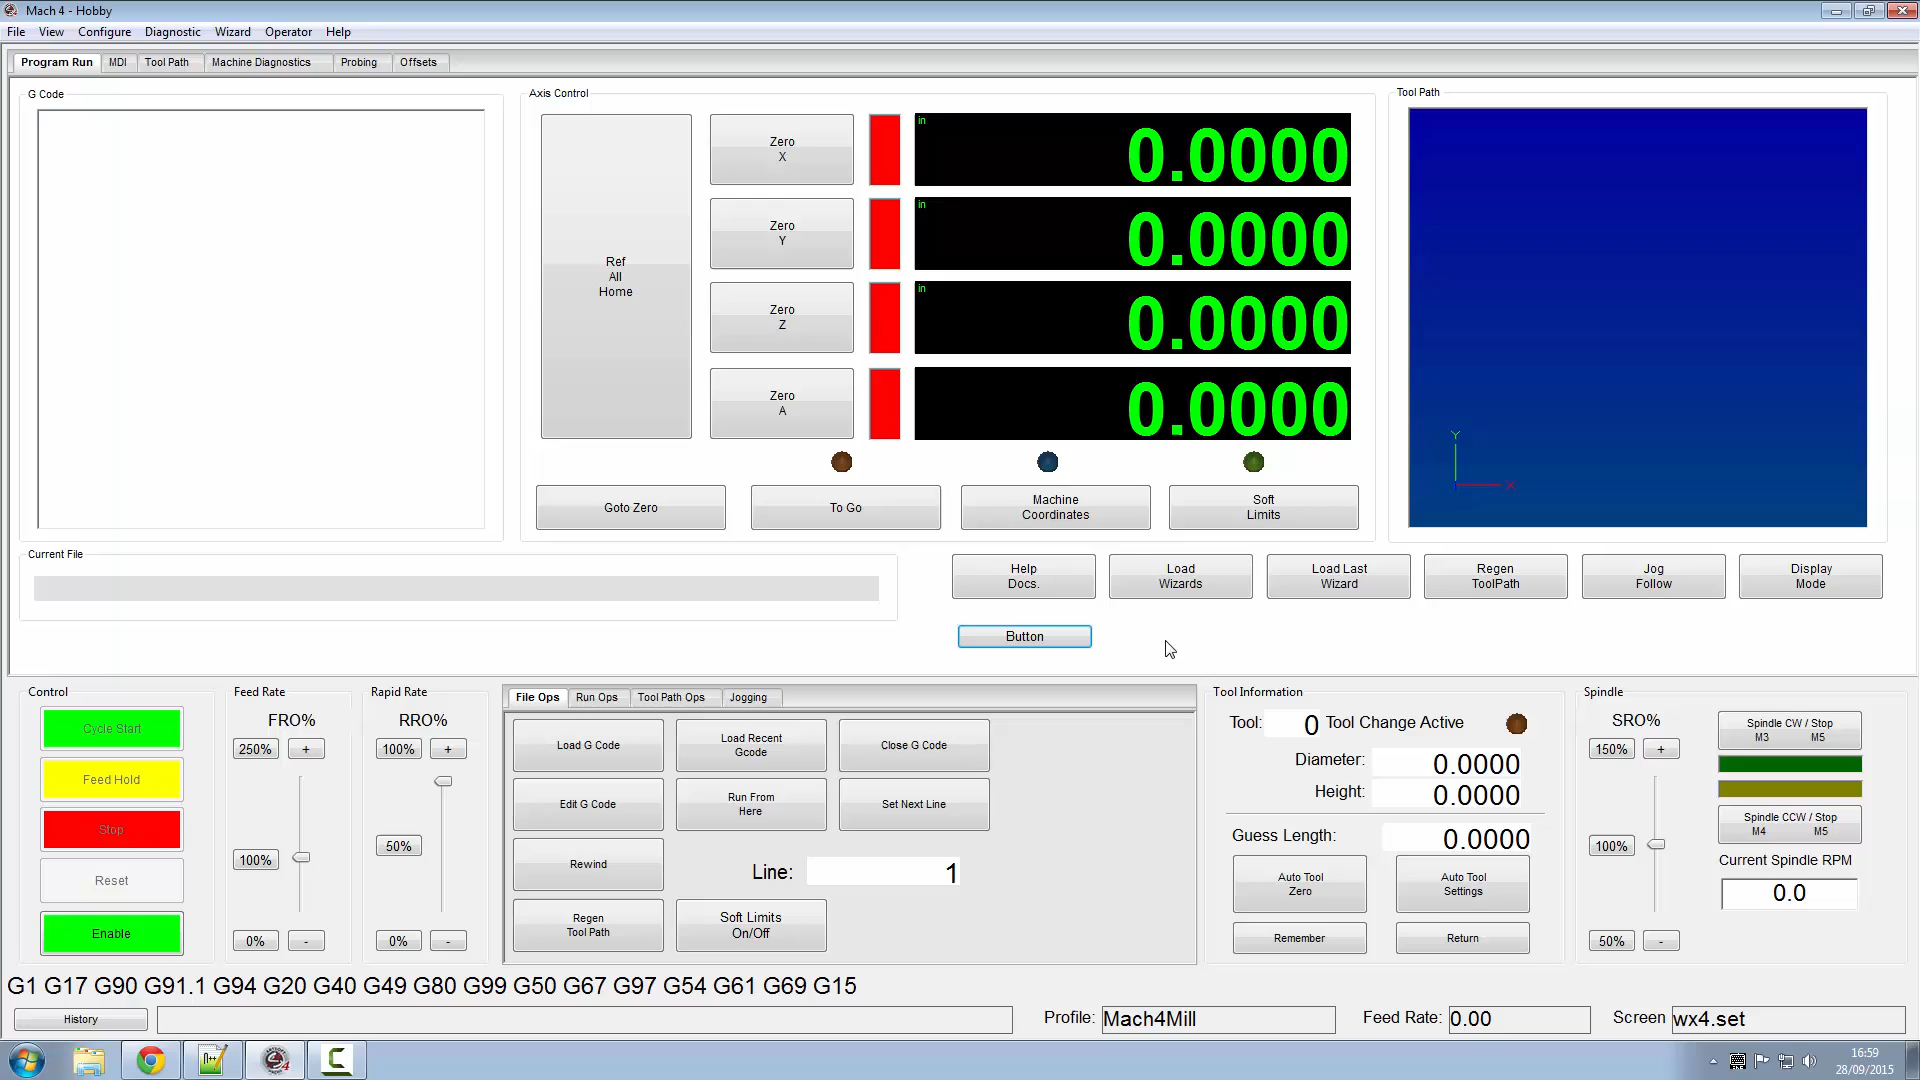 Mach 4 - Hobby
File View Configure Diagnostic Wizard Operator Help
Program Run MDI Tool Path Machine Diagnostics Probing Offsets
G Code
Axis Control
Tool Path
Ref
All
Home
Zero
X
in
0.0000
Zero
Y
in
0.0000
Zero
Z
in
0.0000
Zero
A
0.0000
Y
X
Goto Zero
To Go
Machine
Coordinates
Soft
Limits
Current File
Help
Docs.
Load
Wizards
Load Last
Wizard
Regen
ToolPath
Jog
Follow
Display
Mode
Button
Control
Cycle Start
Feed Hold
Stop
Reset
Enable
Feed Rate
FRO%
250% +
100%
0% -
Rapid Rate
RRO%
100% +
50%
0% -
File Ops Run Ops Tool Path Ops Jogging
Load G Code
Load Recent
Gcode
Close G Code
Edit G Code
Run From
Here
Set Next Line
Rewind
Line: 1
Regen
Tool Path
Soft Limits
On/Off
Tool Information
Tool: 0 Tool Change Active
Diameter: 0.0000
Height: 0.0000
Guess Length: 0.0000
Auto Tool
Zero
Auto Tool
Settings
Remember
Return
Spindle
SRO%
150% +
100%
50% -
Spindle CW / Stop
M3 M5
Spindle CCW / Stop
M4 M5
Current Spindle RPM
0.0
G1 G17 G90 G91.1 G94 G20 G40 G49 G80 G99 G50 G67 G97 G54 G61 G69 G15
History
Profile: Mach4Mill
Feed Rate: 0.00
Screen wx4.set
16:59
28/09/2015